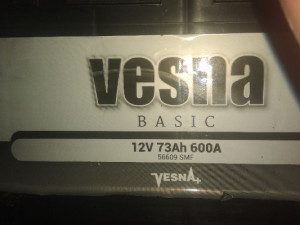 vesna
BASIC
12V 73Ah 600A
56609 SMF
VESNA